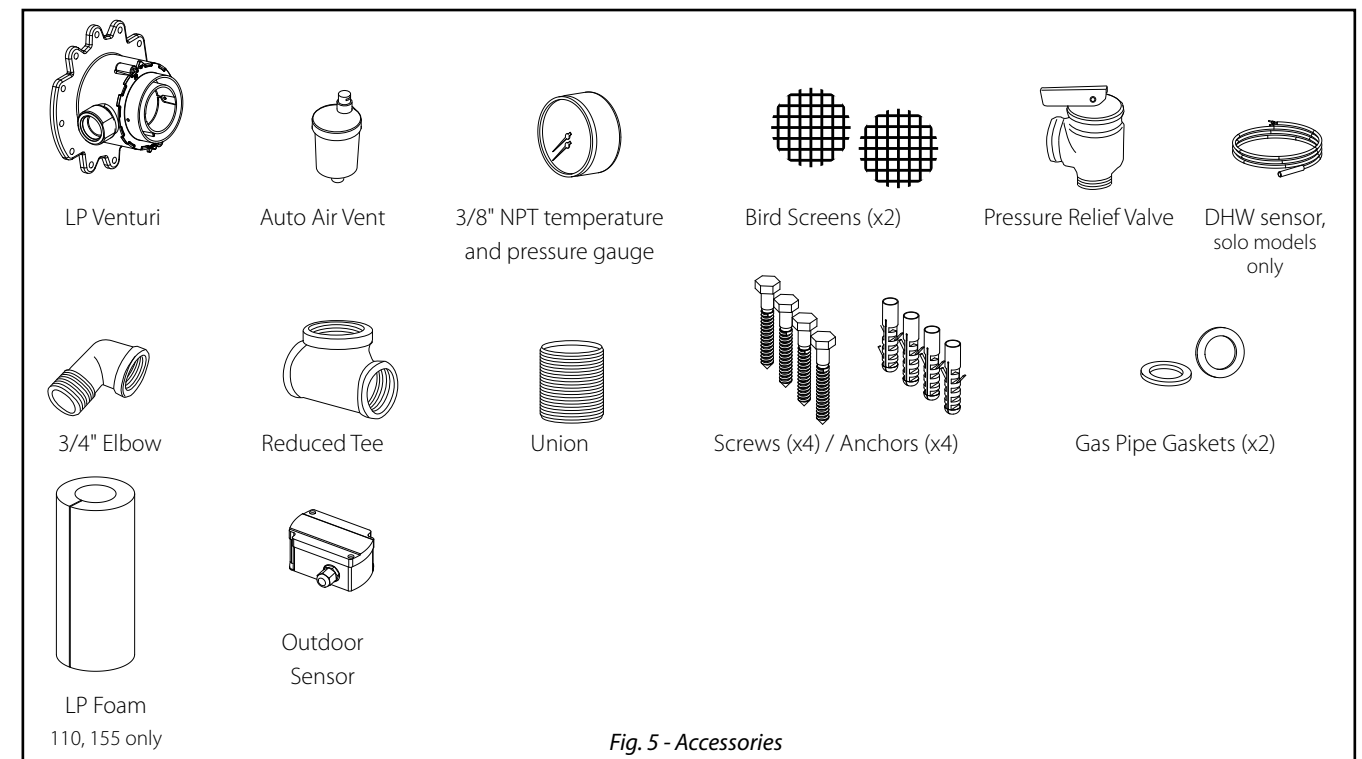 LP Venturi
Auto Air Vent
3/8" NPT temperature
and pressure gauge
Bird Screens (x2)
Pressure Relief Valve
DHW sensor,
solo models
only
3/4" Elbow
Reduced Tee
Union
Screws (x4) / Anchors (x4)
Gas Pipe Gaskets (x2)
LP Foam
110, 155 only
Outdoor
Sensor
Fig. 5 - Accessories